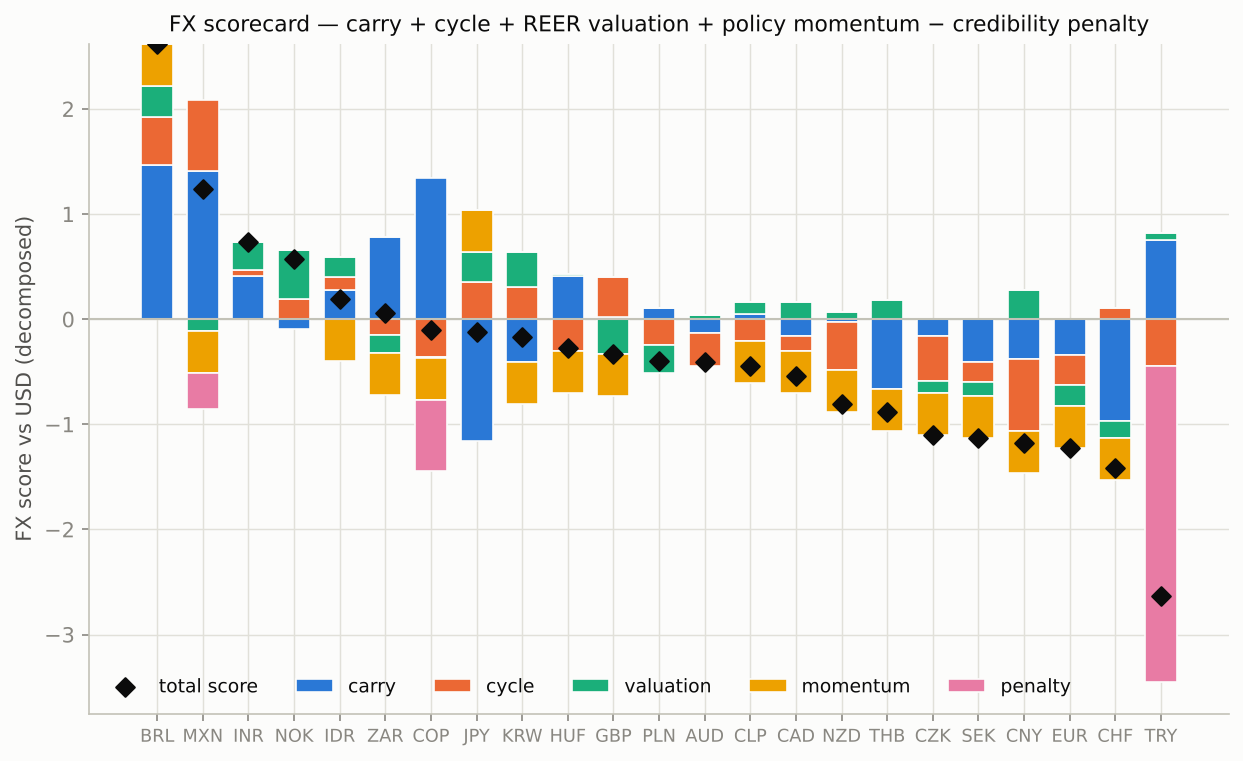 FX scorecard — carry + cycle + REER valuation + policy momentum − credibility penalty
FX score vs USD (decomposed)
2
1
0
−1
−2
−3
total score carry cycle valuation momentum penalty
BRL MXN INR NOK IDR ZAR COP JPY KRW HUF GBP PLN AUD CLP CAD NZD THB CZK SEK CNY EUR CHF TRY